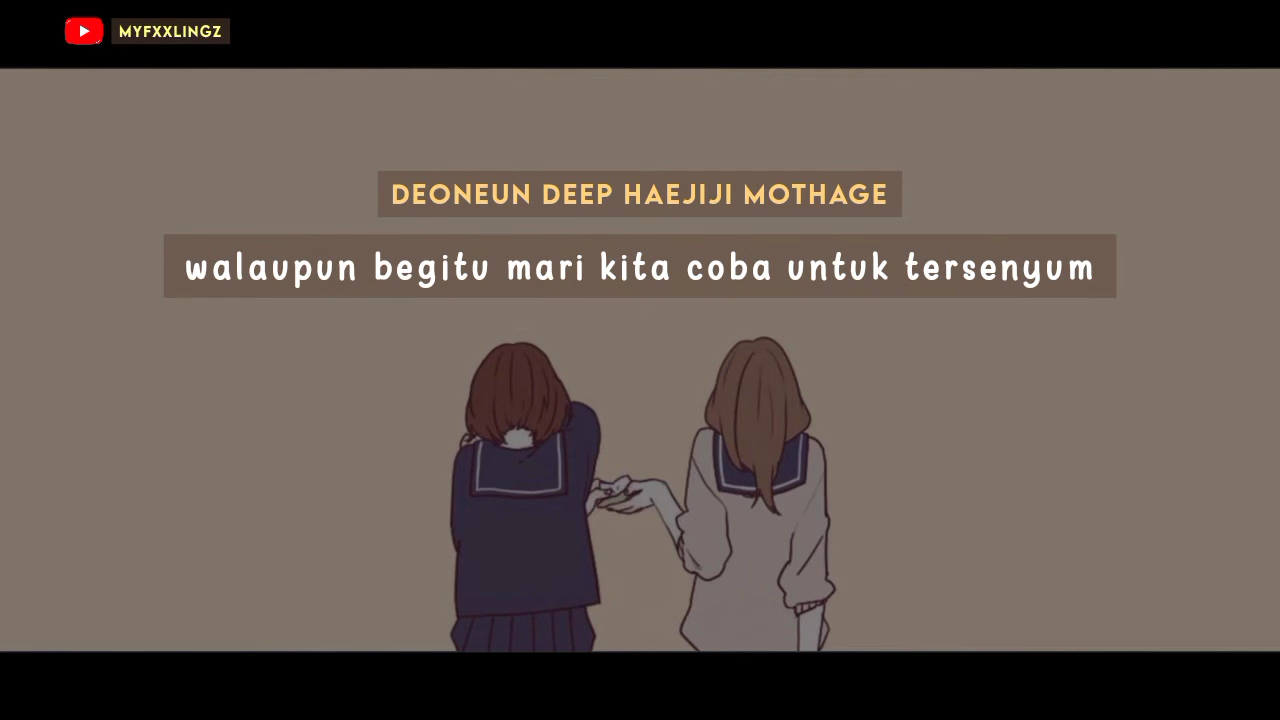 MYFXXLINGZ
DEONEUN DEEP HAEJIJI MOTHAGE
walaupun begitu mari kita coba untuk tersenyum